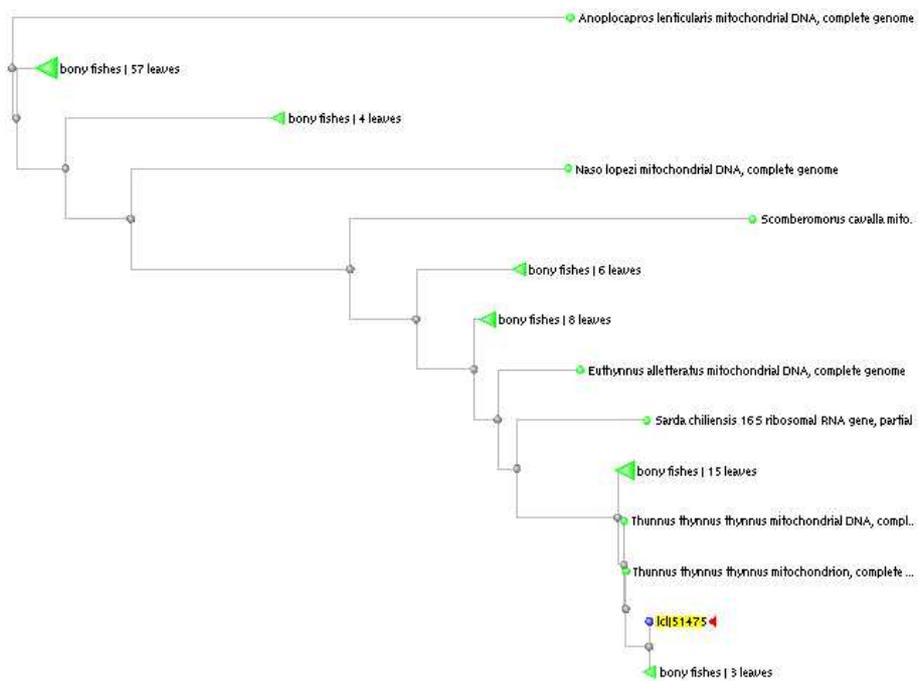 Anoplocapros lenticularis mitochondrial DNA, complete genome
bony fishes | 57 leaves
bony fishes | 4 leaves
Naso lopezi mitochondrial DNA, complete genome
Scomberomorus cavalla mito.
bony fishes | 6 leaves
bony fishes | 8 leaves
Euthynnus alletteratus mitochondrial DNA, complete genome
Sarda chiliensis 16S ribosomal RNA gene, partial
bony fishes | 15 leaves
Thunnus thynnus thynnus mitochondrial DNA, compl..
Thunnus thynnus thynnus mitochondrion, complete ...
lcl|51475
bony fishes | 3 leaves